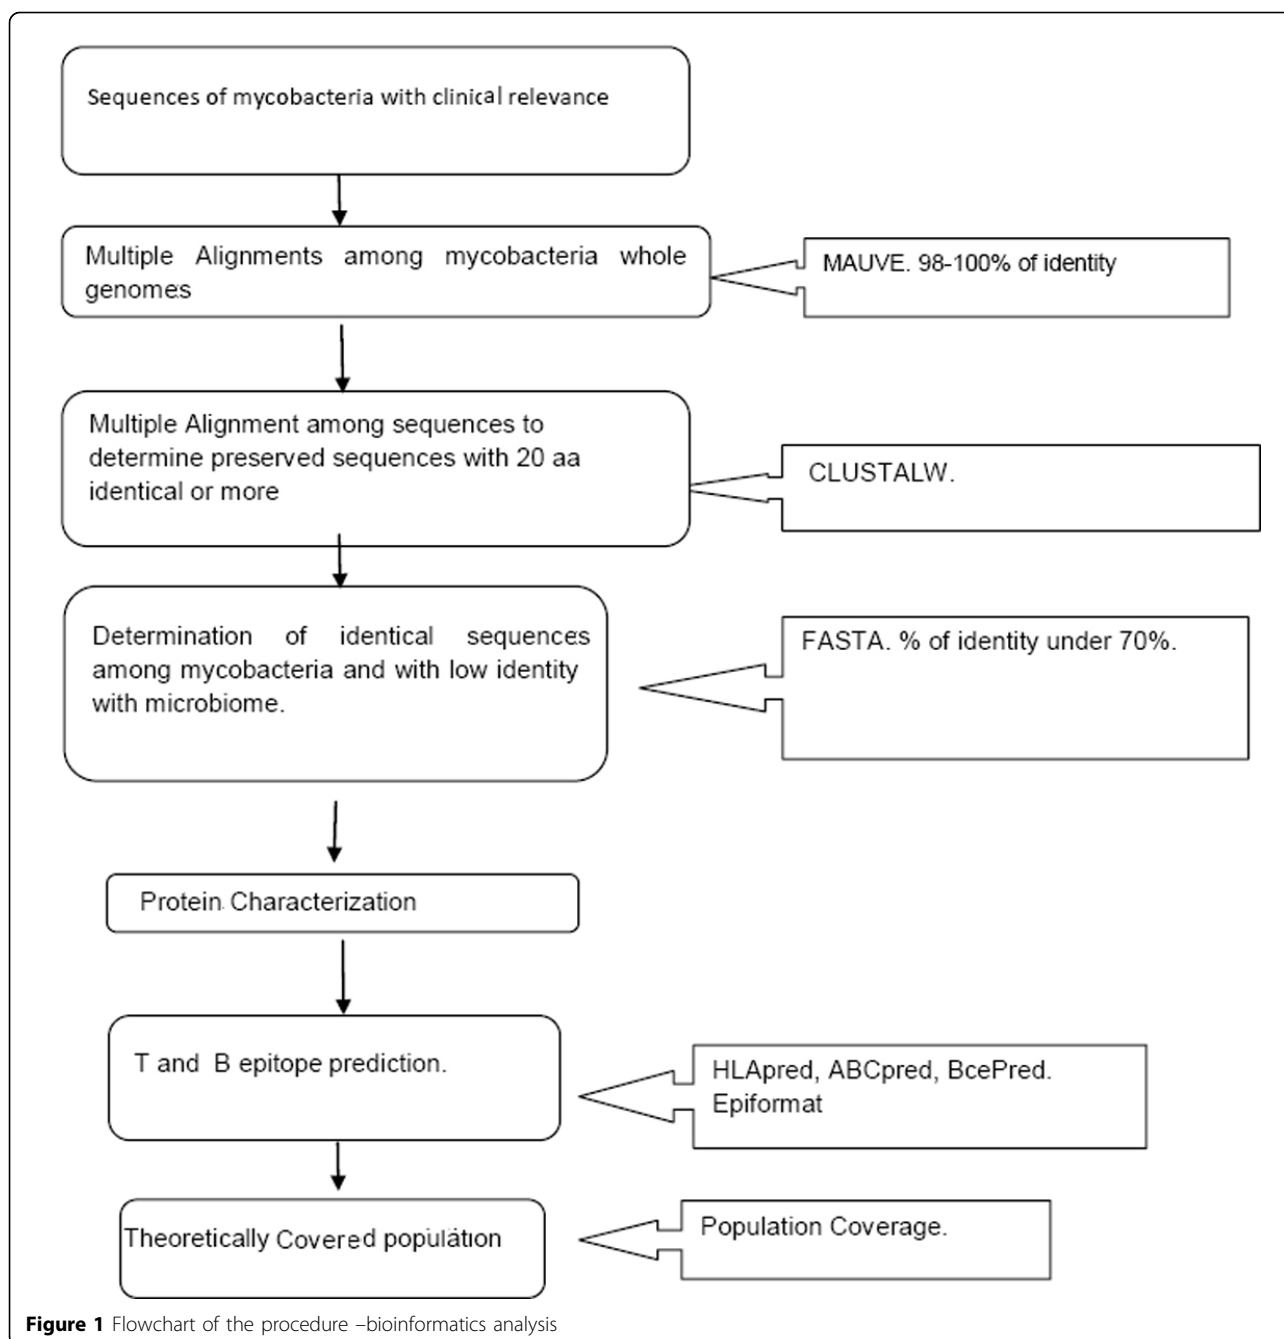 Sequences of mycobacteria with clinical relevance
Multiple Alignments among mycobacteria whole
genomes
MAUVE. 98-100% of identity
Multiple Alignment among sequences to
determine preserved sequences with 20 aa
identical or more
CLUSTALW.
Determination of identical sequences
among mycobacteria and with low identity
with microbiome.
FASTA. % of identity under 70%.
Protein Characterization
T and B epitope prediction.
HLApred, ABCpred, BcePred.
Epiformat
Theoretically Covered population
Population Coverage.
Figure 1 Flowchart of the procedure –bioinformatics analysis